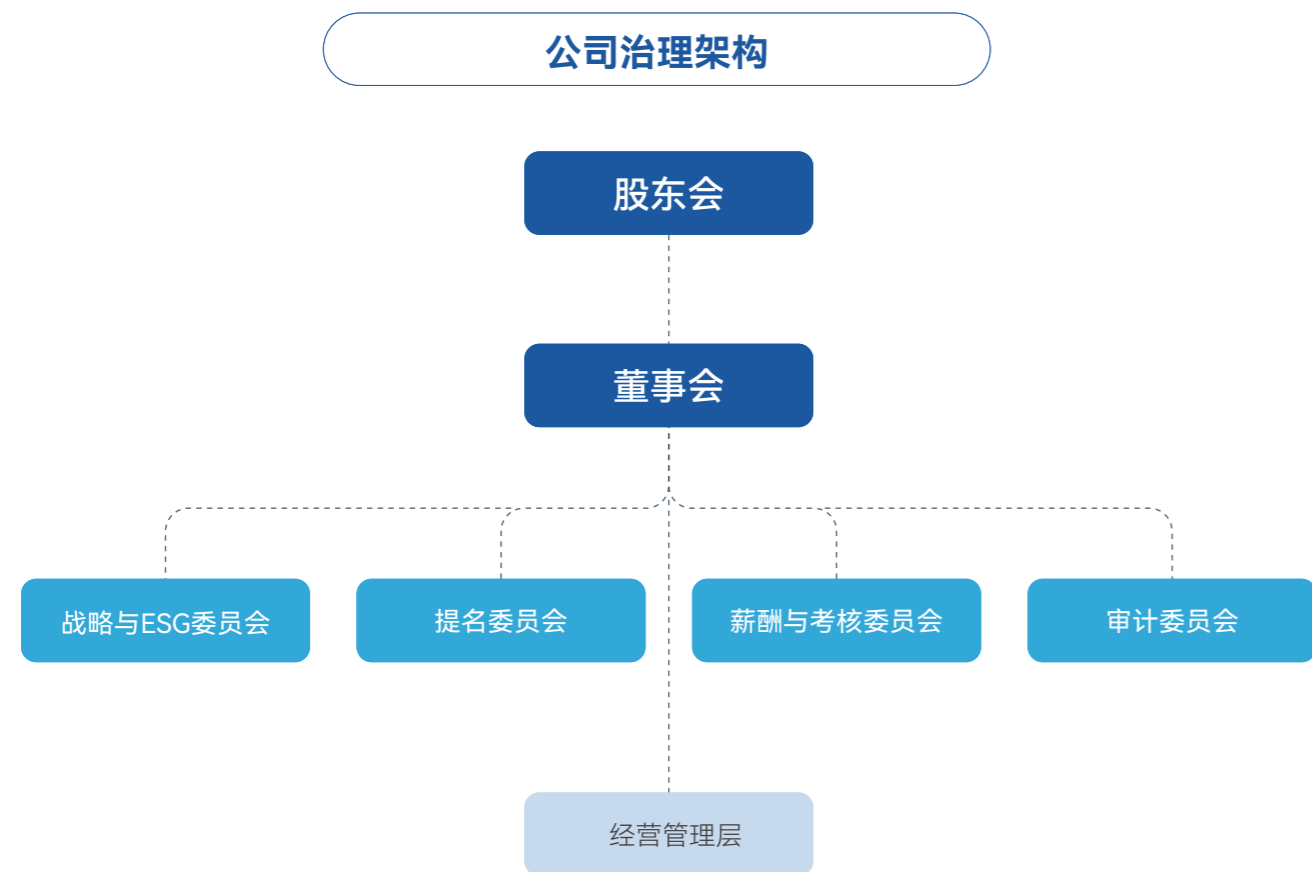 公司治理架构
股东会
董事会
战略与ESG委员会
提名委员会
薪酬与考核委员会
审计委员会
经营管理层